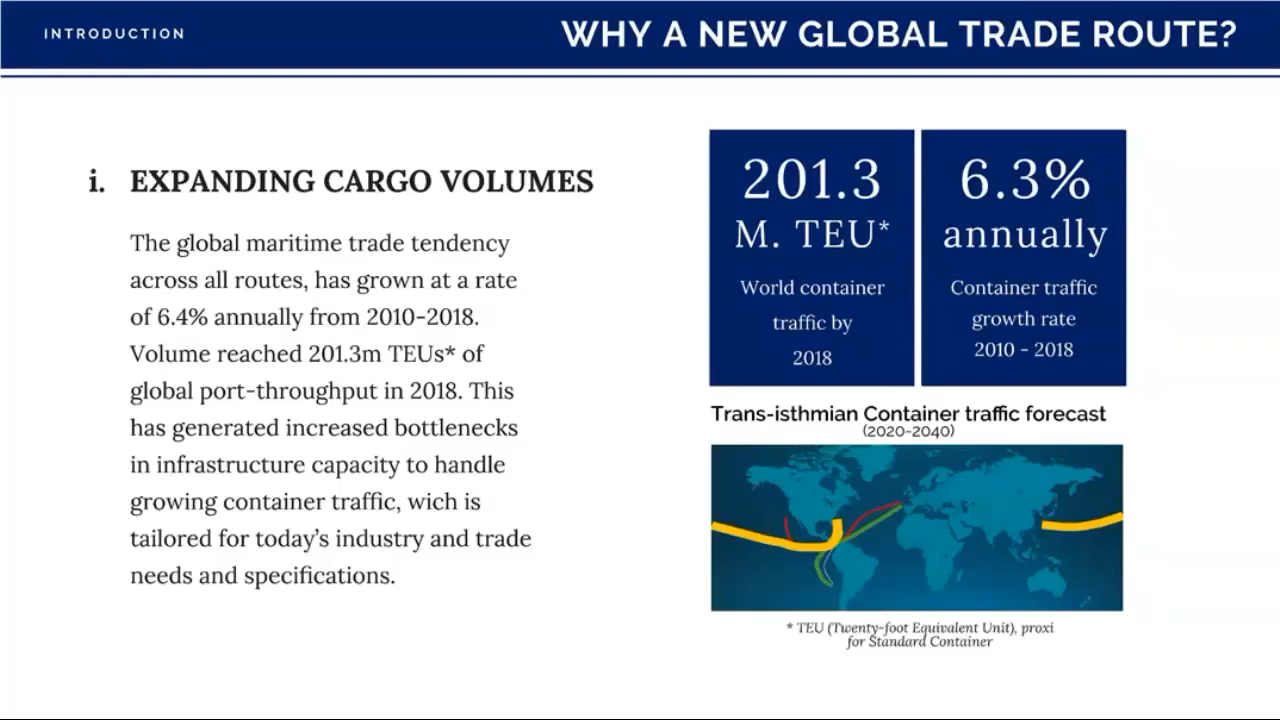 INTRODUCTION
WHY A NEW GLOBAL TRADE ROUTE?
i. EXPANDING CARGO VOLUMES
The global maritime trade tendency
across all routes, has grown at a rate
of 6.4% annually from 2010-2018.
Volume reached 201.3m TEUs* of
global port-throughput in 2018. This
has generated increased bottlenecks
in infrastructure capacity to handle
growing container traffic, wich is
tailored for today's industry and trade
needs and specifications.
201.3
M. TEU*
World container
traffic by
2018
6.3%
annually
Container traffic
growth rate
2010 - 2018
Trans-isthmian Container traffic forecast
(2020-2040)
* TEU (Twenty-foot Equivalent Unit), proxi
for Standard Container